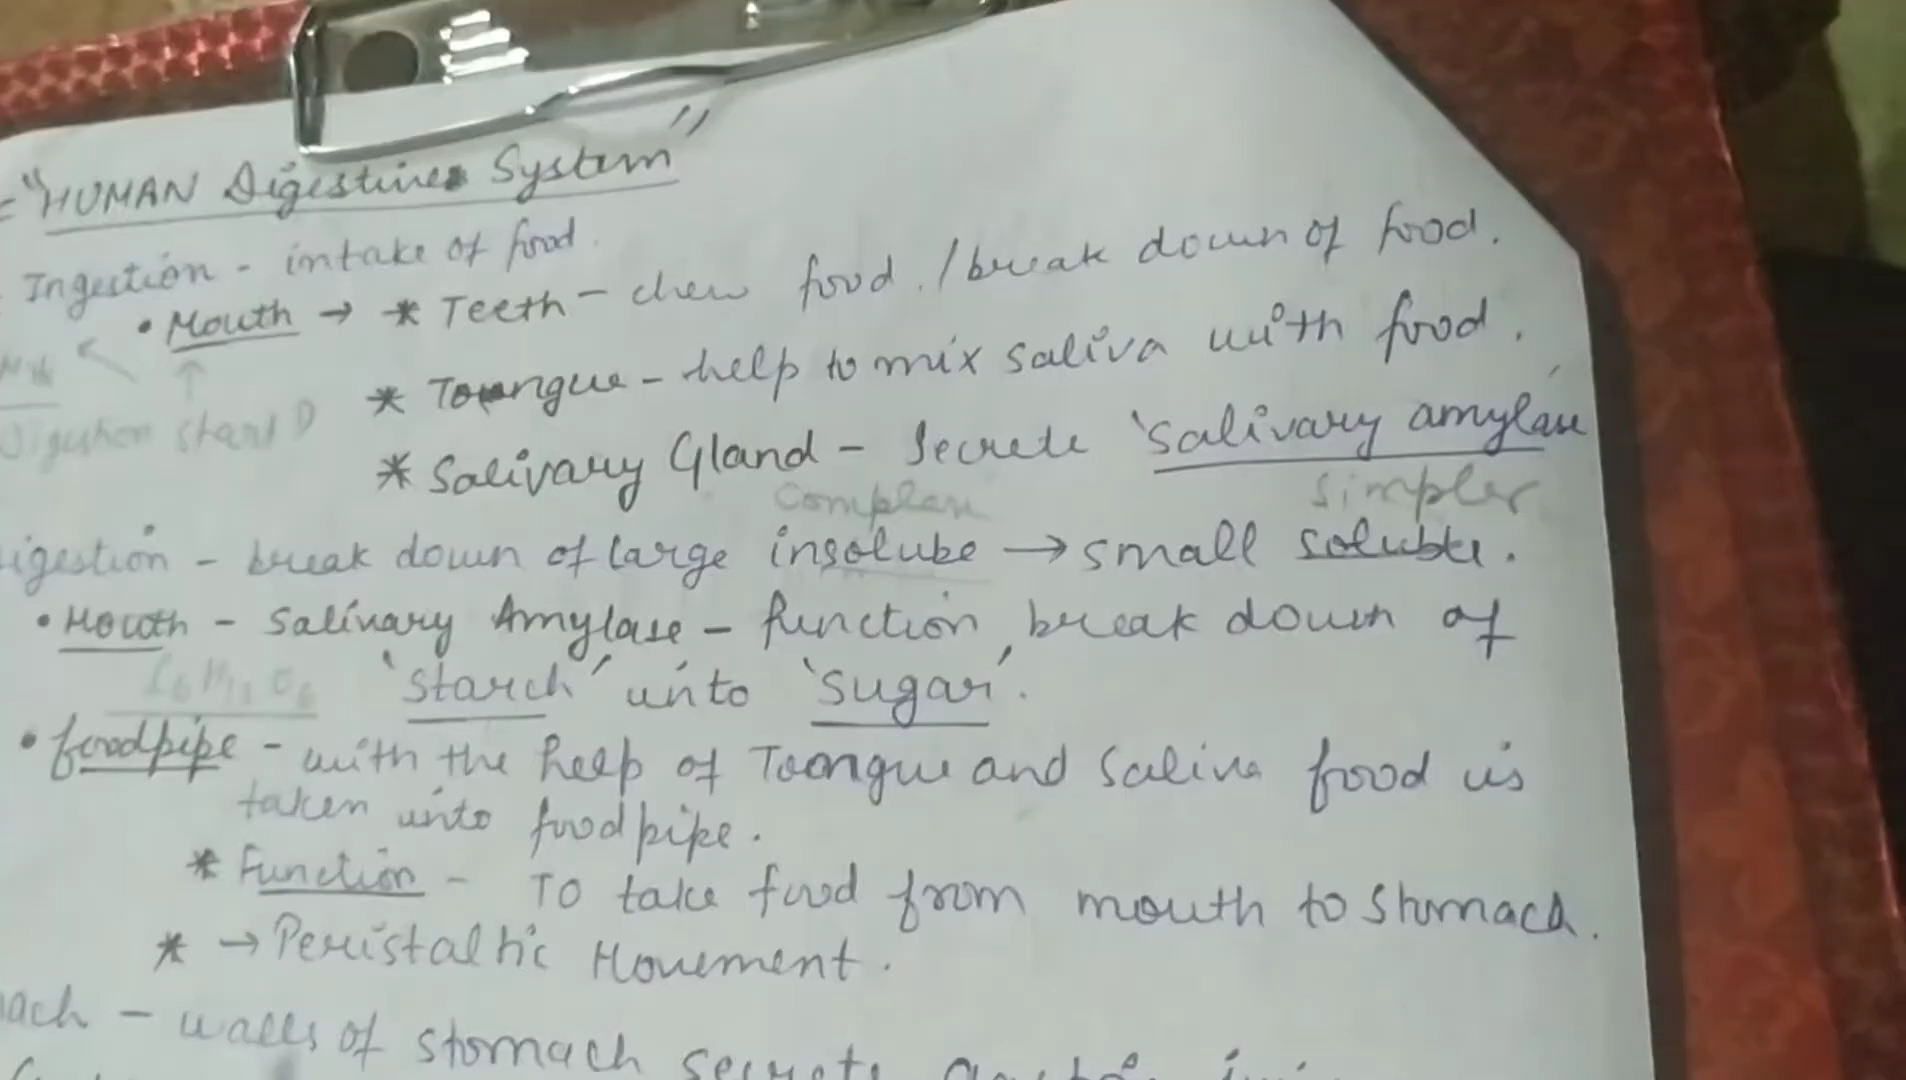 "HUMAN Digestive System"
Ingestion - intake of food.
• Mouth → * Teeth - chew food. / break down of food.
* Toungue - help to mix saliva with food.
Digestion start
* Salivary Gland - Secrete 'salivary amylase'
Complex simpler
igestion - break down of large insolube → small soluble.
• Mouth - Salivary Amylase - function, break down of
C6H12O6 'starch' into 'sugar'.
• foodpipe - with the help of Toongue and Saliva food is
taken into foodpipe.
* Function - To take food from mouth to stomach.
* → Peristaltic Movement.
ach - walls of stomach secrete